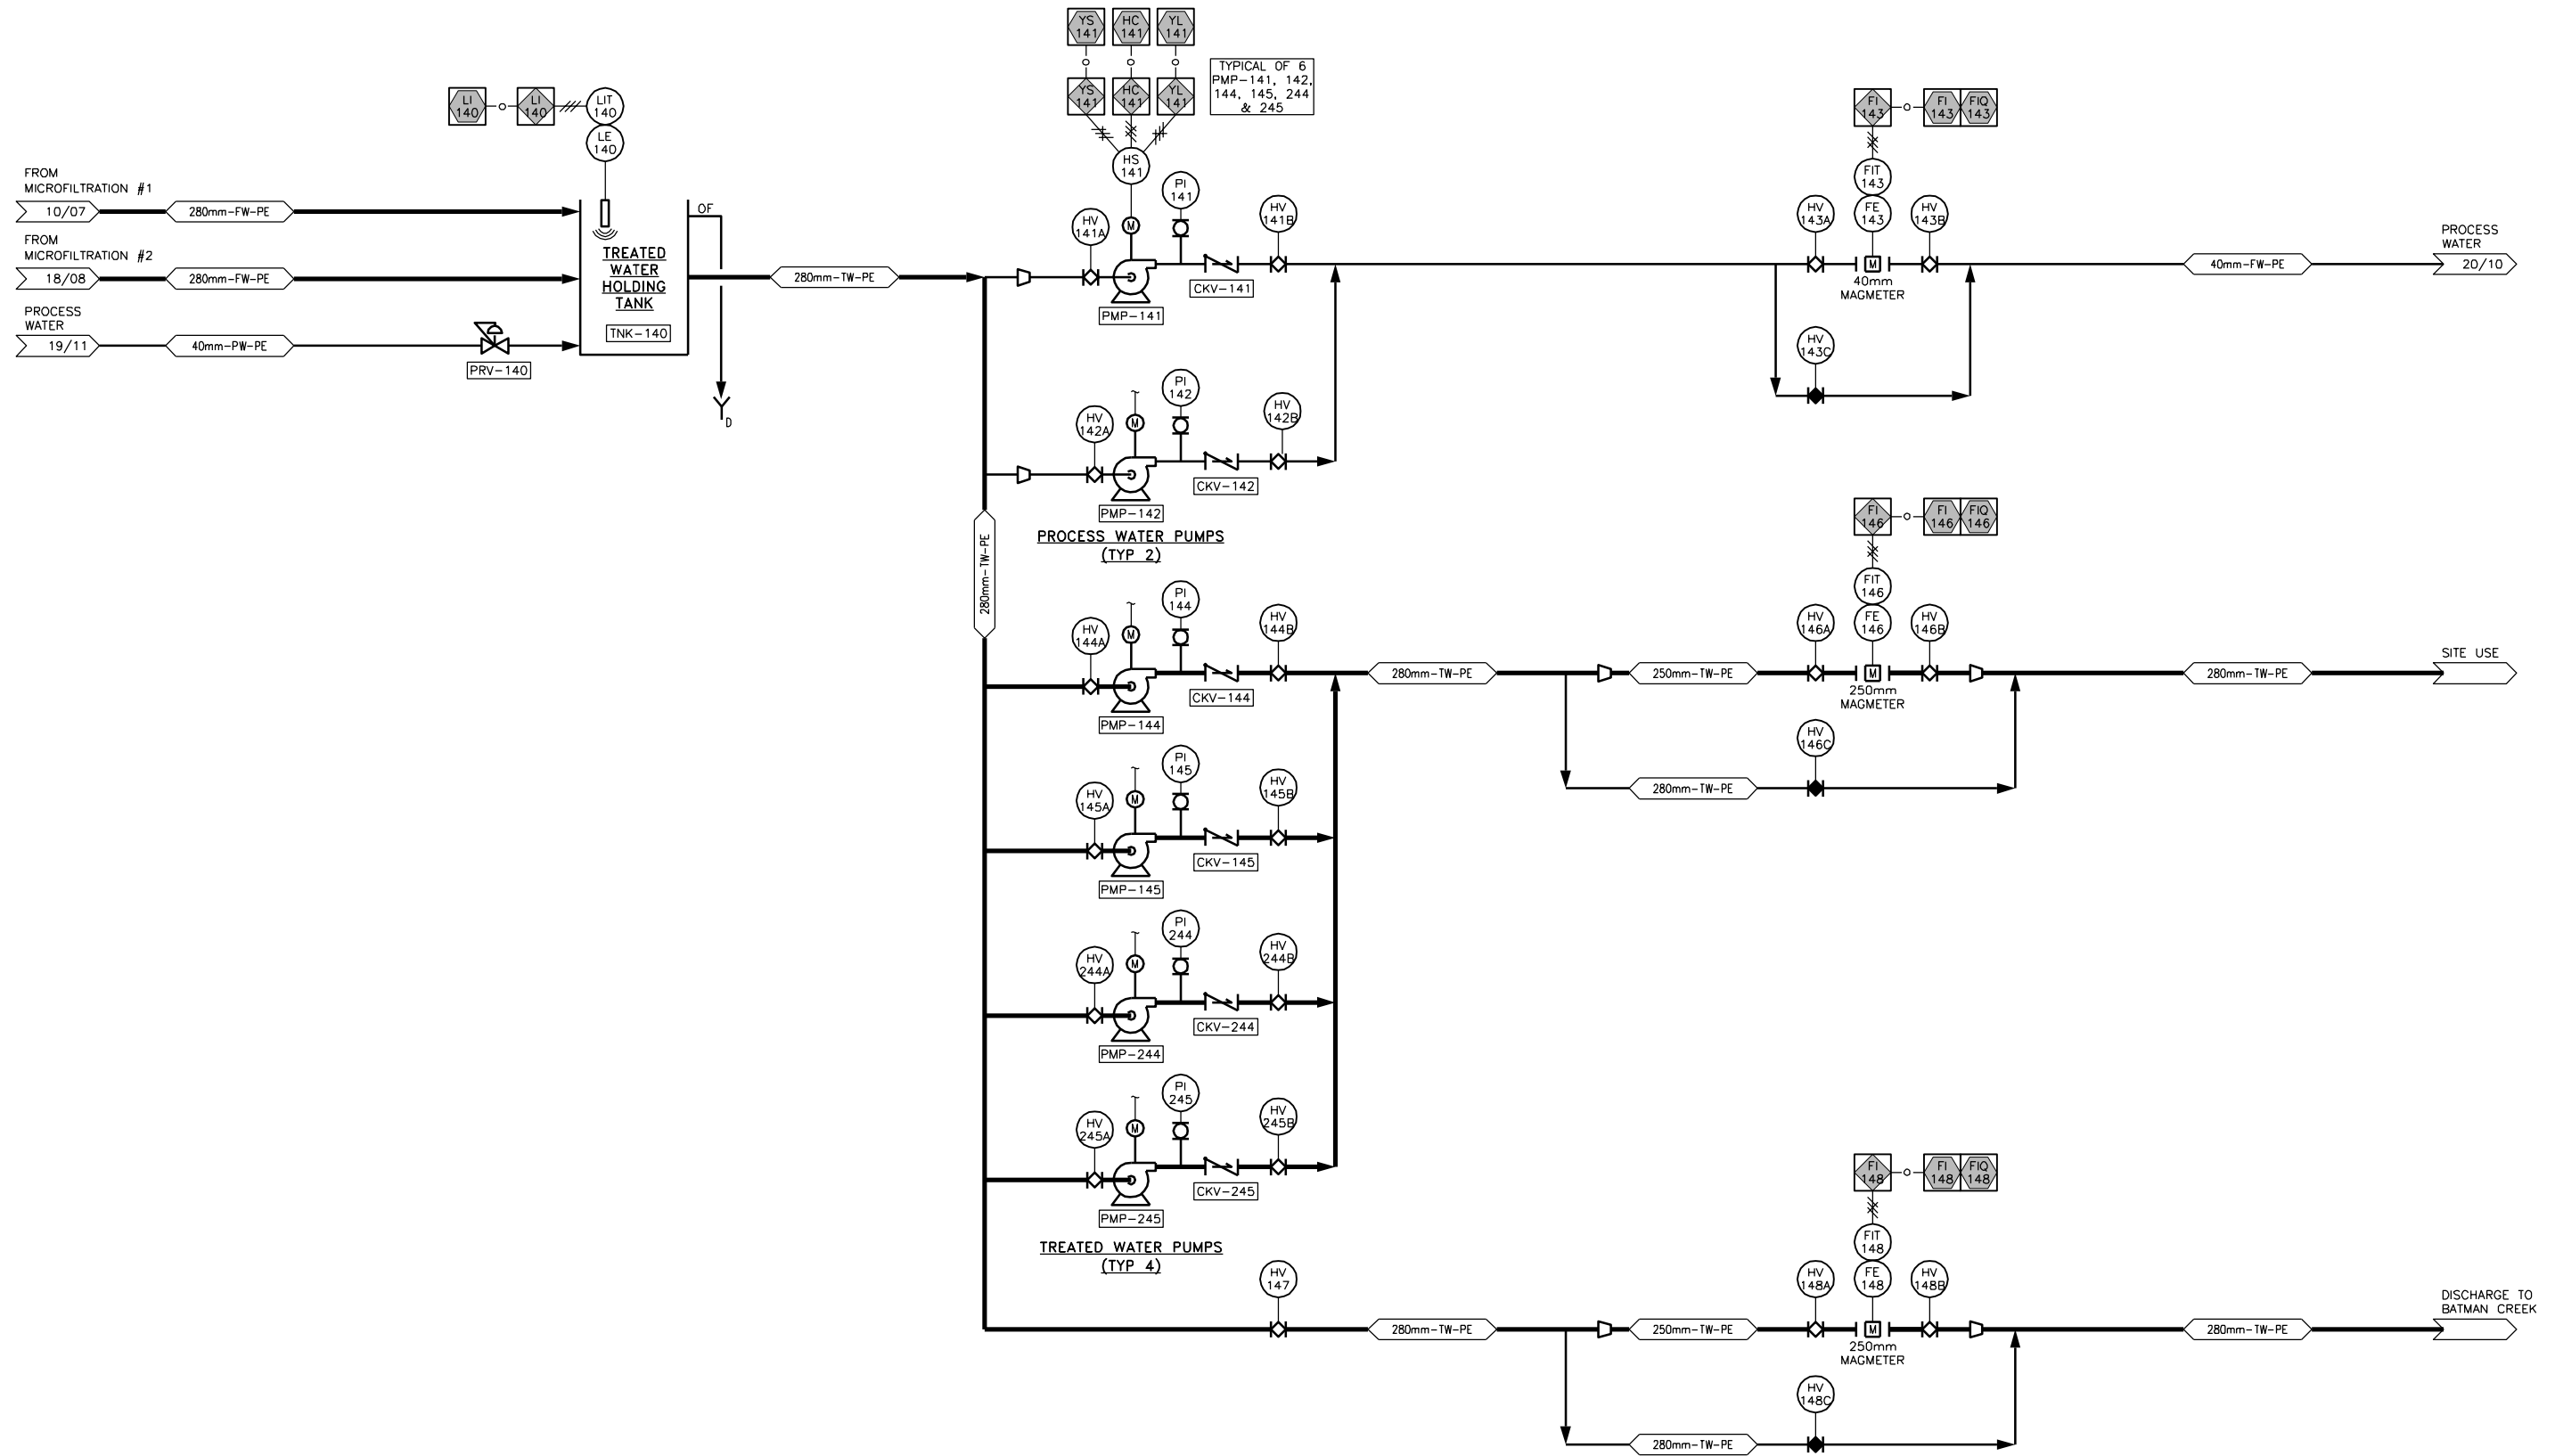 YS
141
HC
141
YL
141
YS
141
HC
141
YL
141
TYPICAL OF 6
PMP-141, 142,
144, 145, 244
& 245
HS
141
LI
140
LI
140
LIT
140
LE
140
FROM
MICROFILTRATION #1
10/07
280mm-FW-PE
FROM
MICROFILTRATION #2
18/08
280mm-FW-PE
PROCESS
WATER
19/11
40mm-PW-PE
PRV-140
TREATED
WATER
HOLDING
TANK
TNK-140
OF
D
280mm-TW-PE
280mm-TW-PE
HV
141A
M
PI
141
HV
141B
CKV-141
PMP-141
HV
142A
M
PI
142
HV
142B
CKV-142
PMP-142
PROCESS WATER PUMPS
(TYP 2)
FI
143
FI
143
FIQ
143
FIT
143
FE
143
HV
143A
HV
143B
M
40mm
MAGMETER
HV
143C
40mm-FW-PE
PROCESS
WATER
20/10
HV
144A
M
PI
144
HV
144B
CKV-144
PMP-144
280mm-TW-PE
250mm-TW-PE
FI
146
FI
146
FIQ
146
FIT
146
FE
146
HV
146A
HV
146B
M
250mm
MAGMETER
HV
146C
280mm-TW-PE
280mm-TW-PE
SITE USE
HV
145A
M
PI
145
HV
145B
CKV-145
PMP-145
HV
244A
M
PI
244
HV
244B
CKV-244
PMP-244
HV
245A
M
PI
245
HV
245B
CKV-245
PMP-245
TREATED WATER PUMPS
(TYP 4)
HV
147
280mm-TW-PE
250mm-TW-PE
FI
148
FI
148
FIQ
148
FIT
148
FE
148
HV
148A
HV
148B
M
250mm
MAGMETER
HV
148C
280mm-TW-PE
280mm-TW-PE
DISCHARGE TO
BATMAN CREEK